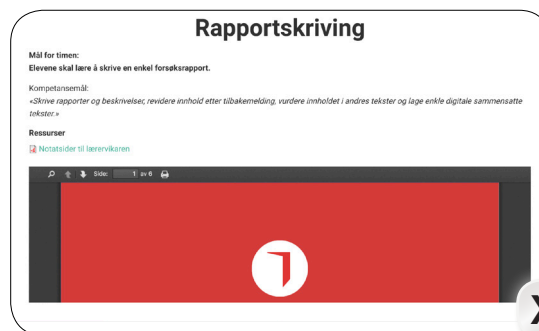 Rapportskriving
Mål for timen:
Elevene skal lære å skrive en enkel forsøksrapport.
Kompetansemål:
«Skrive rapporter og beskrivelser, revidere innhold etter tilbakemelding, vurdere innholdet i andres tekster og lage enkle digitale sammensatte
tekster.»
Ressurser
Notatsider til lærervikaren
Side: 1 av 6